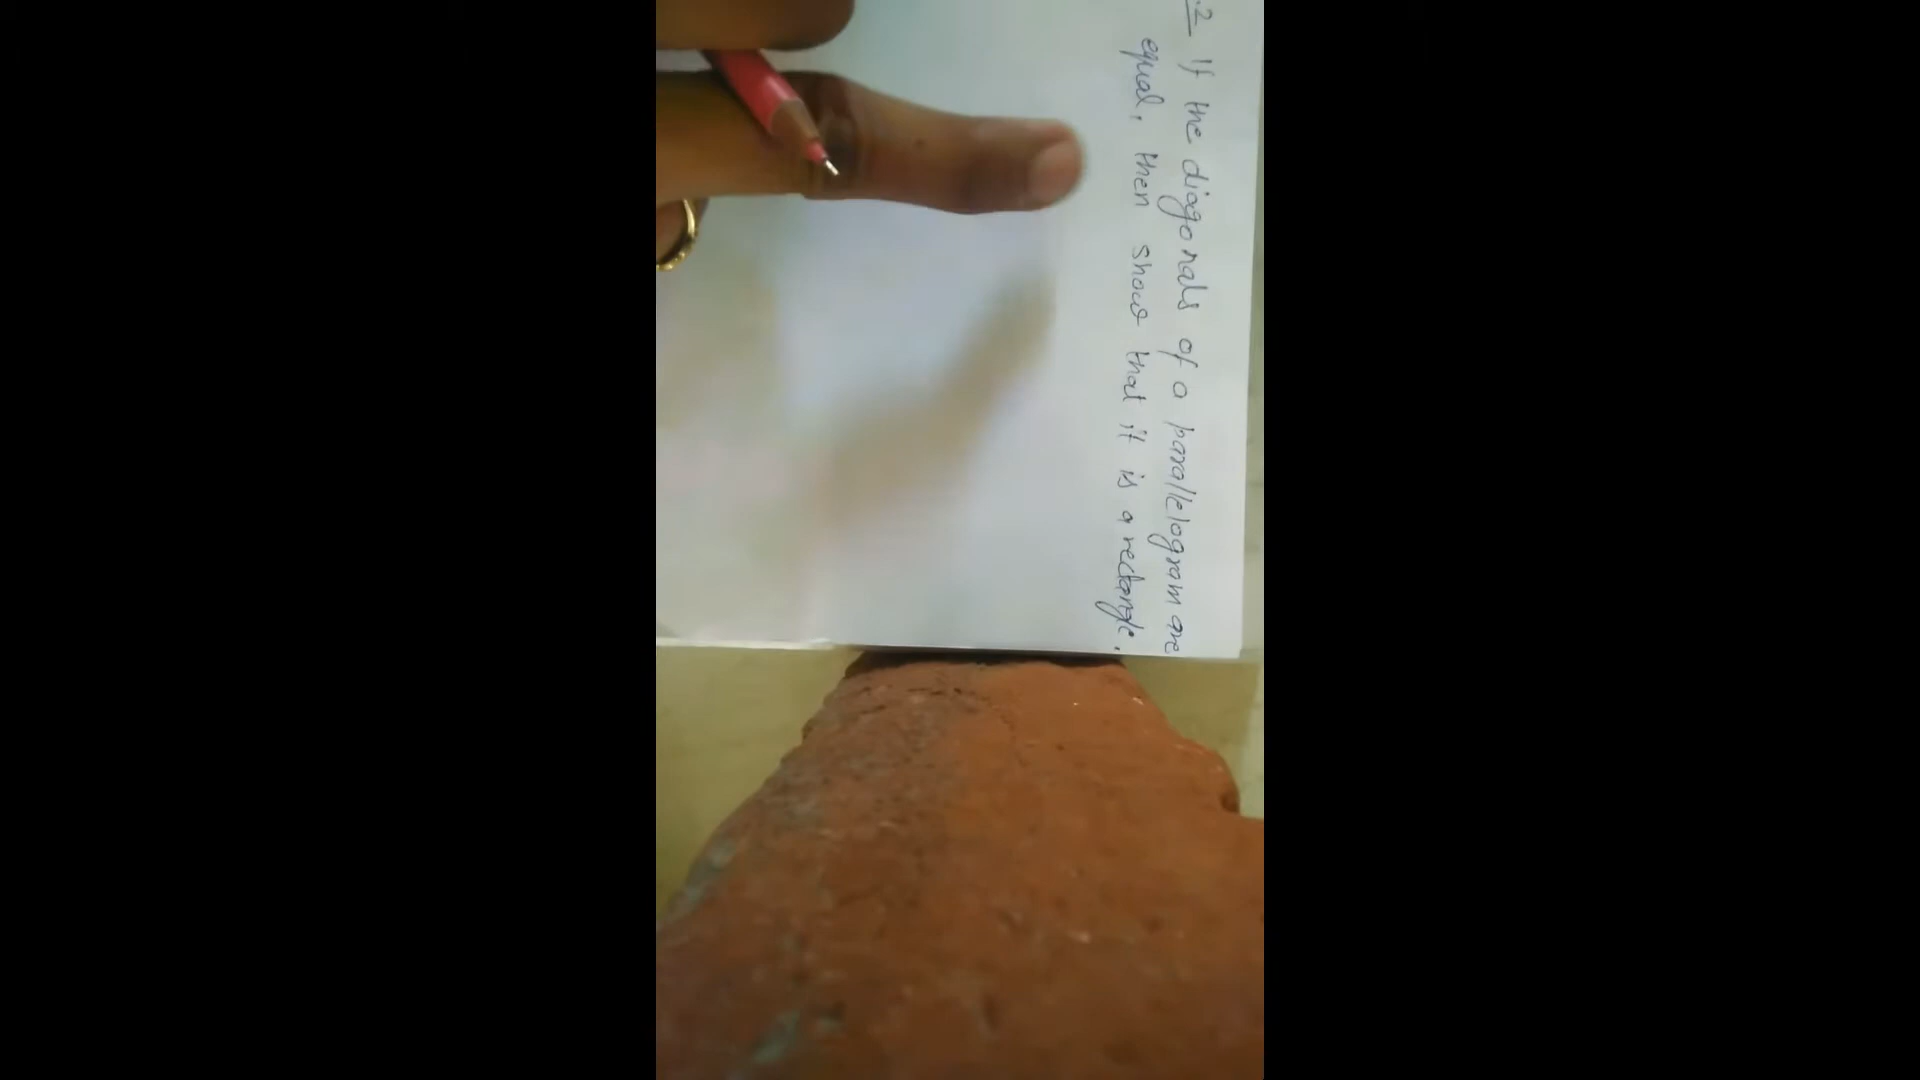 .2 If the diagonals of a parallelogram are
equal, then show that it is a rectangle.